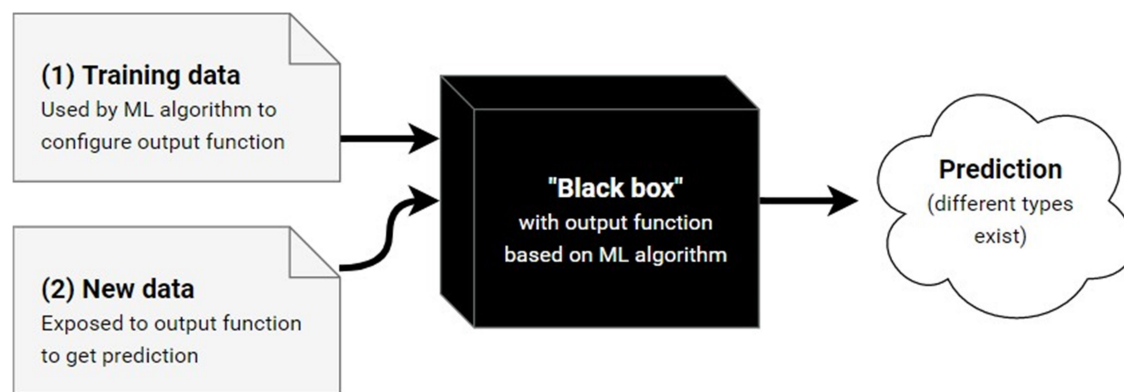 (1) Training data
Used by ML algorithm to
configure output function
(2) New data
Exposed to output function
to get prediction
"Black box"
with output function
based on ML algorithm
Prediction
(different types
exist)